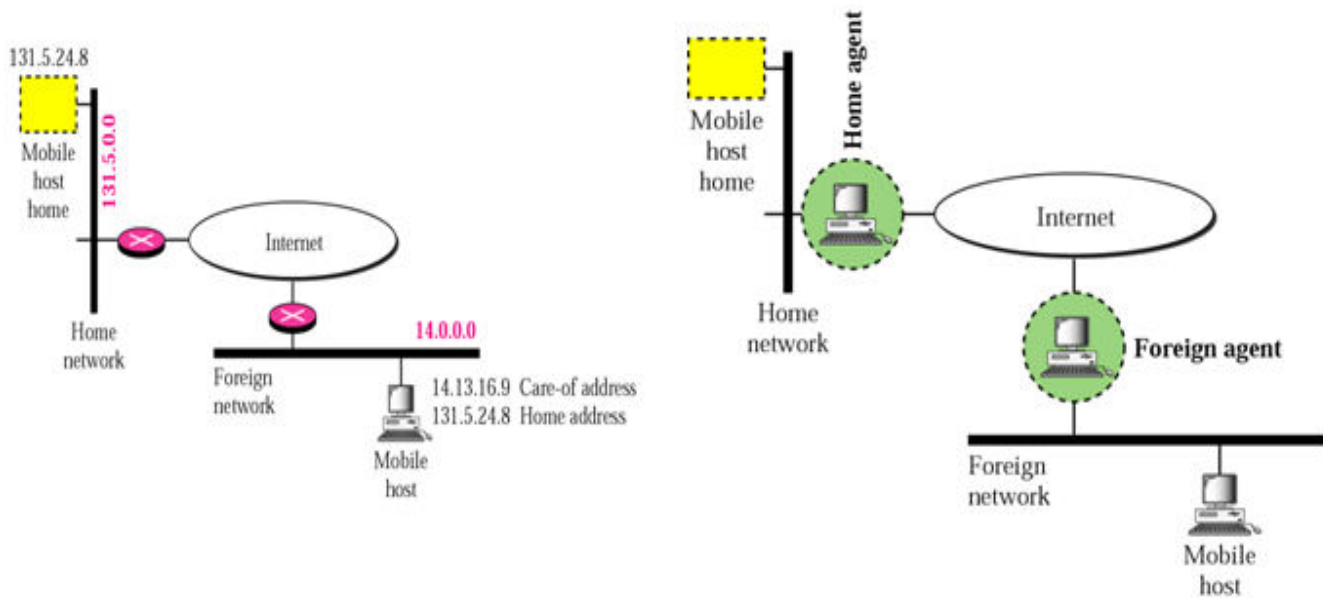 131.5.24.8
Mobile
host
home
131.5.0.0
Internet
Home
network
14.0.0.0
Foreign
network
14.13.16.9 Care-of address
131.5.24.8 Home address
Mobile
host
Home agent
Mobile
host
home
Internet
Home
network
Foreign agent
Foreign
network
Mobile
host